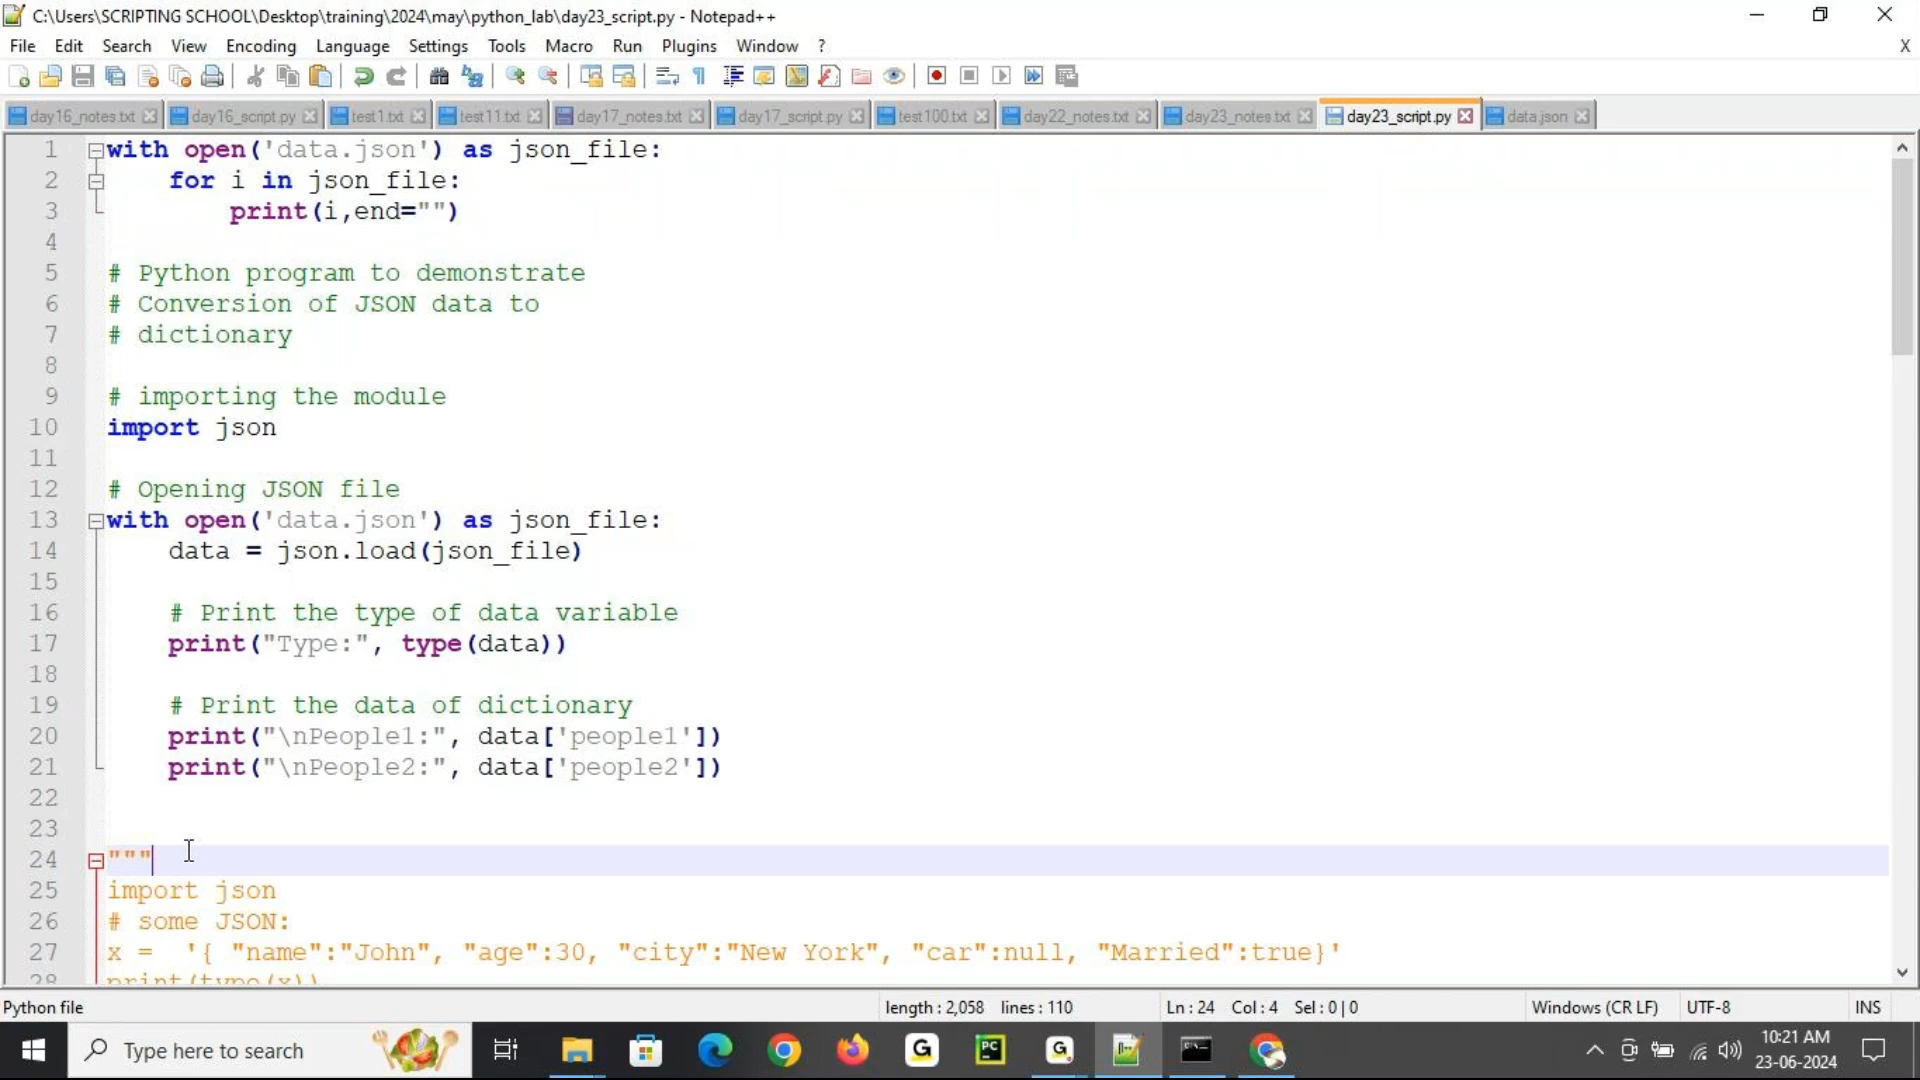 C:\Users\SCRIPTING SCHOOL\Desktop\training\2024\may\python_lab\day23_script.py - Notepad++
File Edit Search View Encoding Language Settings Tools Macro Run Plugins Window ? X
day16_notes.txt day16_script.py test1.txt test11.txt day17_notes.txt day17_script.py test100.txt day22_notes.txt day23_notes.txt day23_script.py data.json
1 with open('data.json') as json_file:
2 for i in json_file:
3 print(i,end="")
4
5 # Python program to demonstrate
6 # Conversion of JSON data to
7 # dictionary
8
9 # importing the module
10 import json
11
12 # Opening JSON file
13 with open('data.json') as json_file:
14 data = json.load(json_file)
15
16 # Print the type of data variable
17 print("Type:", type(data))
18
19 # Print the data of dictionary
20 print("\nPeople1:", data['people1'])
21 print("\nPeople2:", data['people2'])
22
23
24 """
25 import json
26 # some JSON:
27 x = '{ "name":"John", "age":30, "city":"New York", "car":null, "Married":true}'
28 print(type(x))
Python file length : 2,058 lines : 110 Ln : 24 Col : 4 Sel : 0 | 0 Windows (CR LF) UTF-8 INS
Type here to search
10:21 AM
23-06-2024